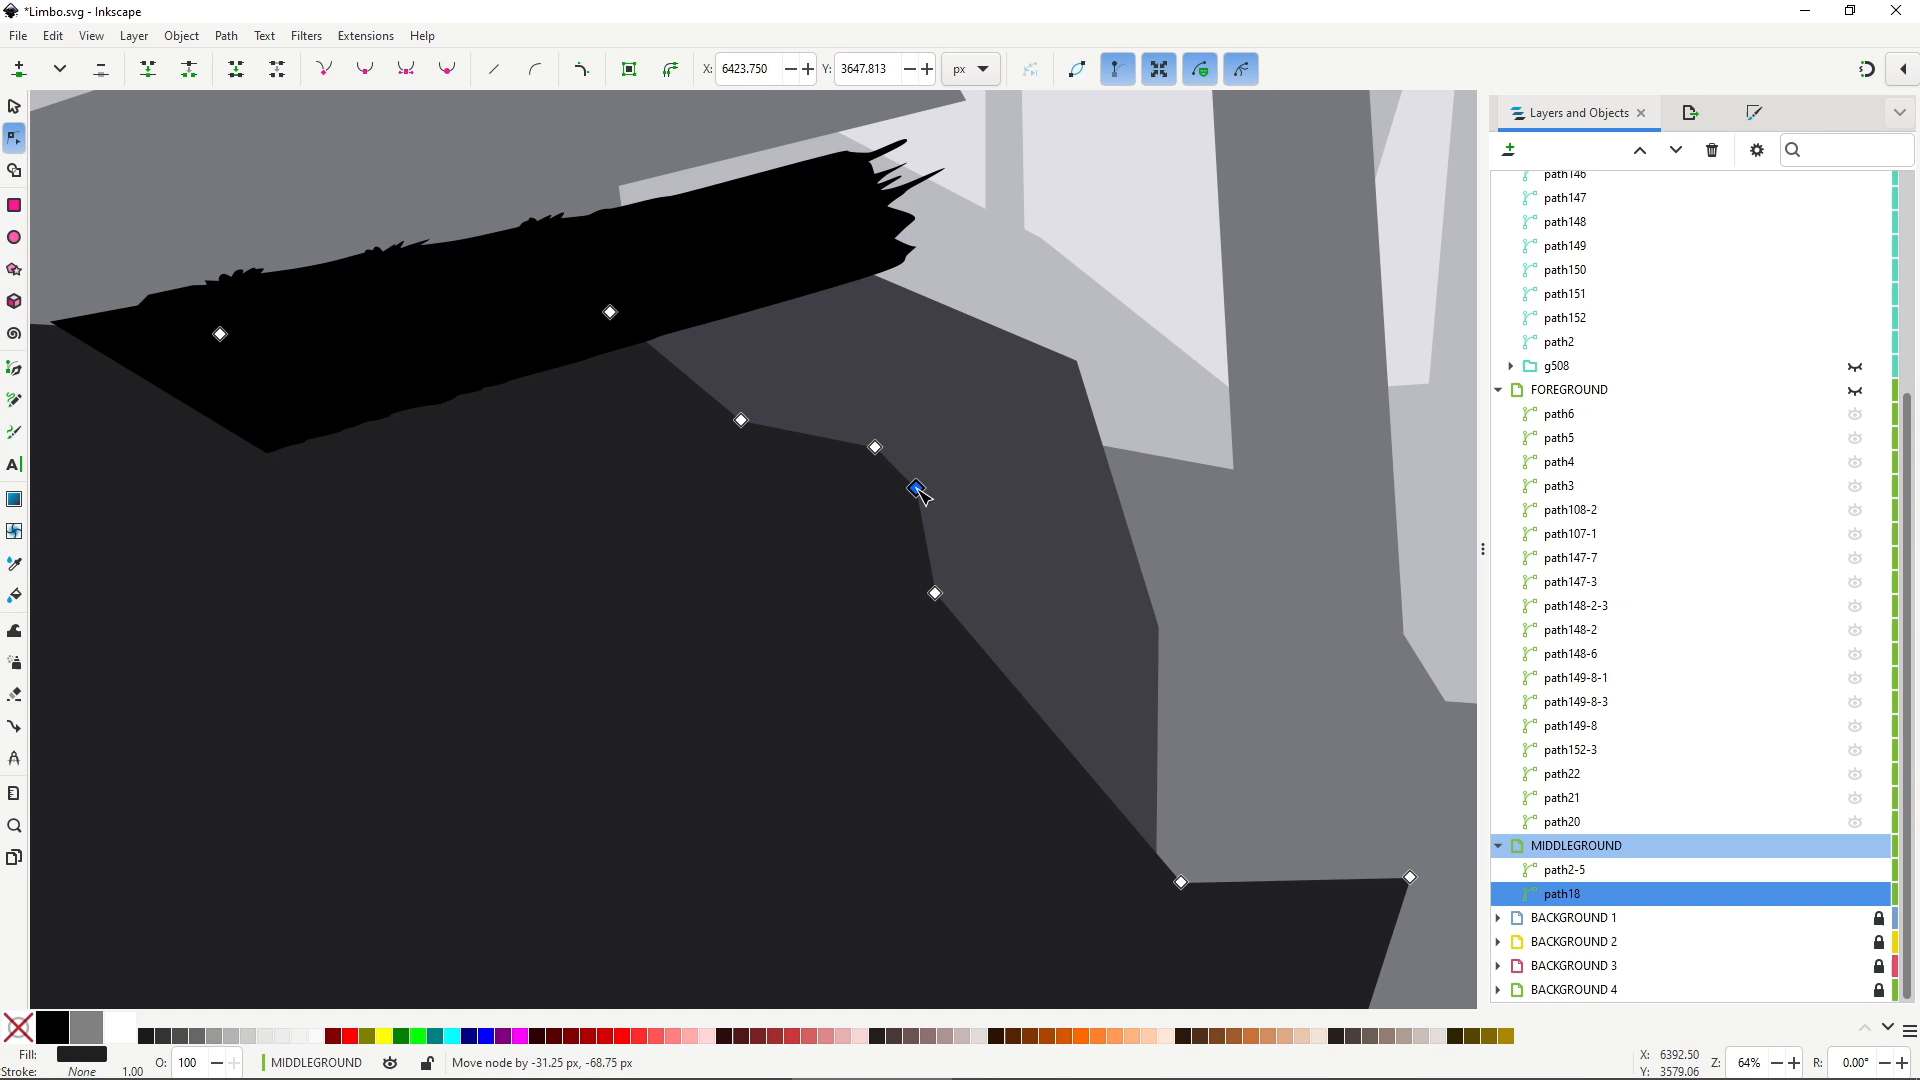 *Limbo.svg - Inkscape
File Edit View Layer Object Path Text Filters Extensions Help
X: 6423.750 Y: 3647.813 px
Layers and Objects
path146
path147
path148
path149
path150
path151
path152
path2
g508
FOREGROUND
path6
path5
path4
path3
path108-2
path107-1
path147-7
path147-3
path148-2-3
path148-2
path148-6
path149-8-1
path149-8-3
path149-8
path152-3
path22
path21
path20
MIDDLEGROUND
path2-5
path18
BACKGROUND 1
BACKGROUND 2
BACKGROUND 3
BACKGROUND 4
Fill: O: 100 MIDDLEGROUND Move node by -31.25 px, -68.75 px X: 6392.50 Z: 64% R: 0.00°
Stroke: None 1.00 Y: 3579.06